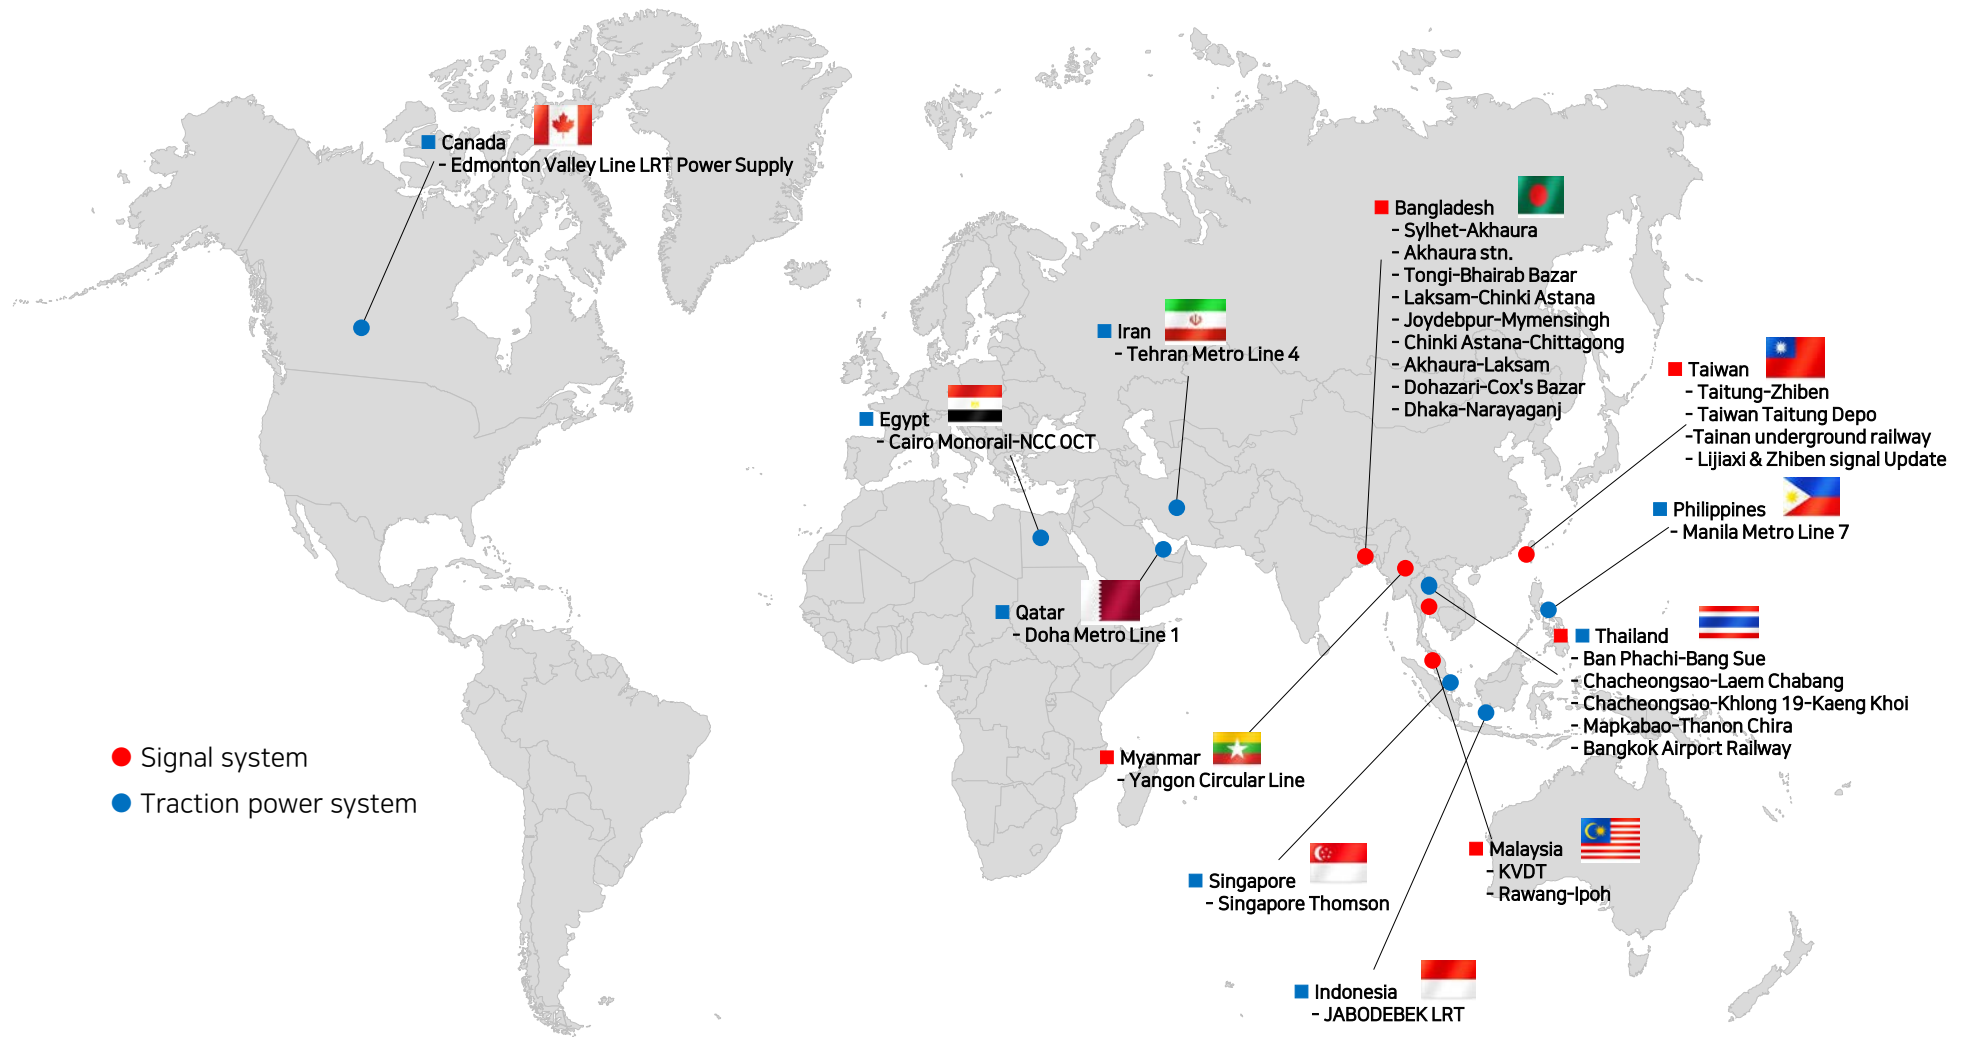 Canada
- Edmonton Valley Line LRT Power Supply
Bangladesh
- Sylhet-Akhaura
- Akhaura stn.
- Tongi-Bhairab Bazar
- Laksam-Chinki Astana
- Joydebpur-Mymensingh
- Chinki Astana-Chittagong
- Akhaura-Laksam
- Dohazari-Cox's Bazar
- Dhaka-Narayaganj
Iran
- Tehran Metro Line 4
Taiwan
- Taitung-Zhiben
- Taiwan Taitung Depo
-Tainan underground railway
- Lijiaxi & Zhiben signal Update
Egypt
- Cairo Monorail-NCC OCT
Philippines
- Manila Metro Line 7
Qatar
- Doha Metro Line 1
Thailand
- Ban Phachi-Bang Sue
- Chacheongsao-Laem Chabang
- Chacheongsao-Khlong 19-Kaeng Khoi
- Mapkabao-Thanon Chira
- Bangkok Airport Railway
Signal system
Traction power system
Myanmar
- Yangon Circular Line
Malaysia
- KVDT
- Rawang-Ipoh
Singapore
- Singapore Thomson
Indonesia
- JABODEBEK LRT